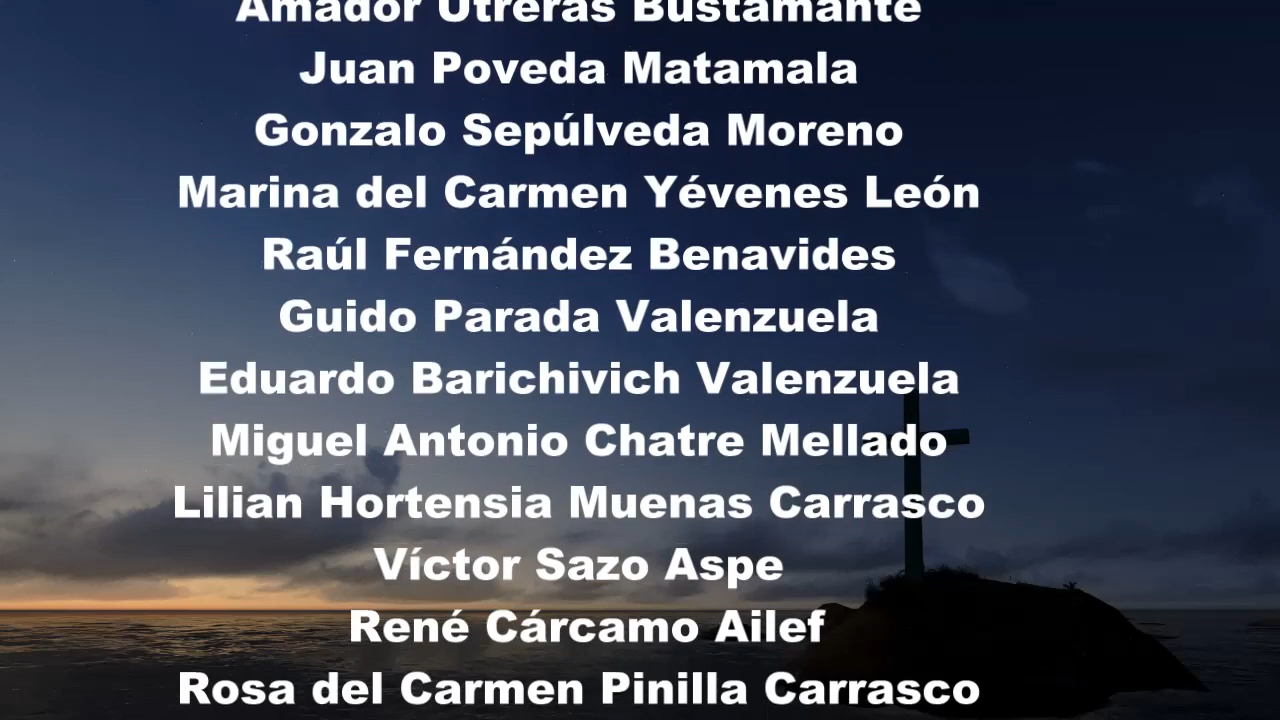 Amador Utreras Bustamante
Juan Poveda Matamala
Gonzalo Sepúlveda Moreno
Marina del Carmen Yévenes León
Raúl Fernández Benavides
Guido Parada Valenzuela
Eduardo Barichivich Valenzuela
Miguel Antonio Chatre Mellado
Lilian Hortensia Muenas Carrasco
Víctor Sazo Aspe
René Cárcamo Ailef
Rosa del Carmen Pinilla Carrasco